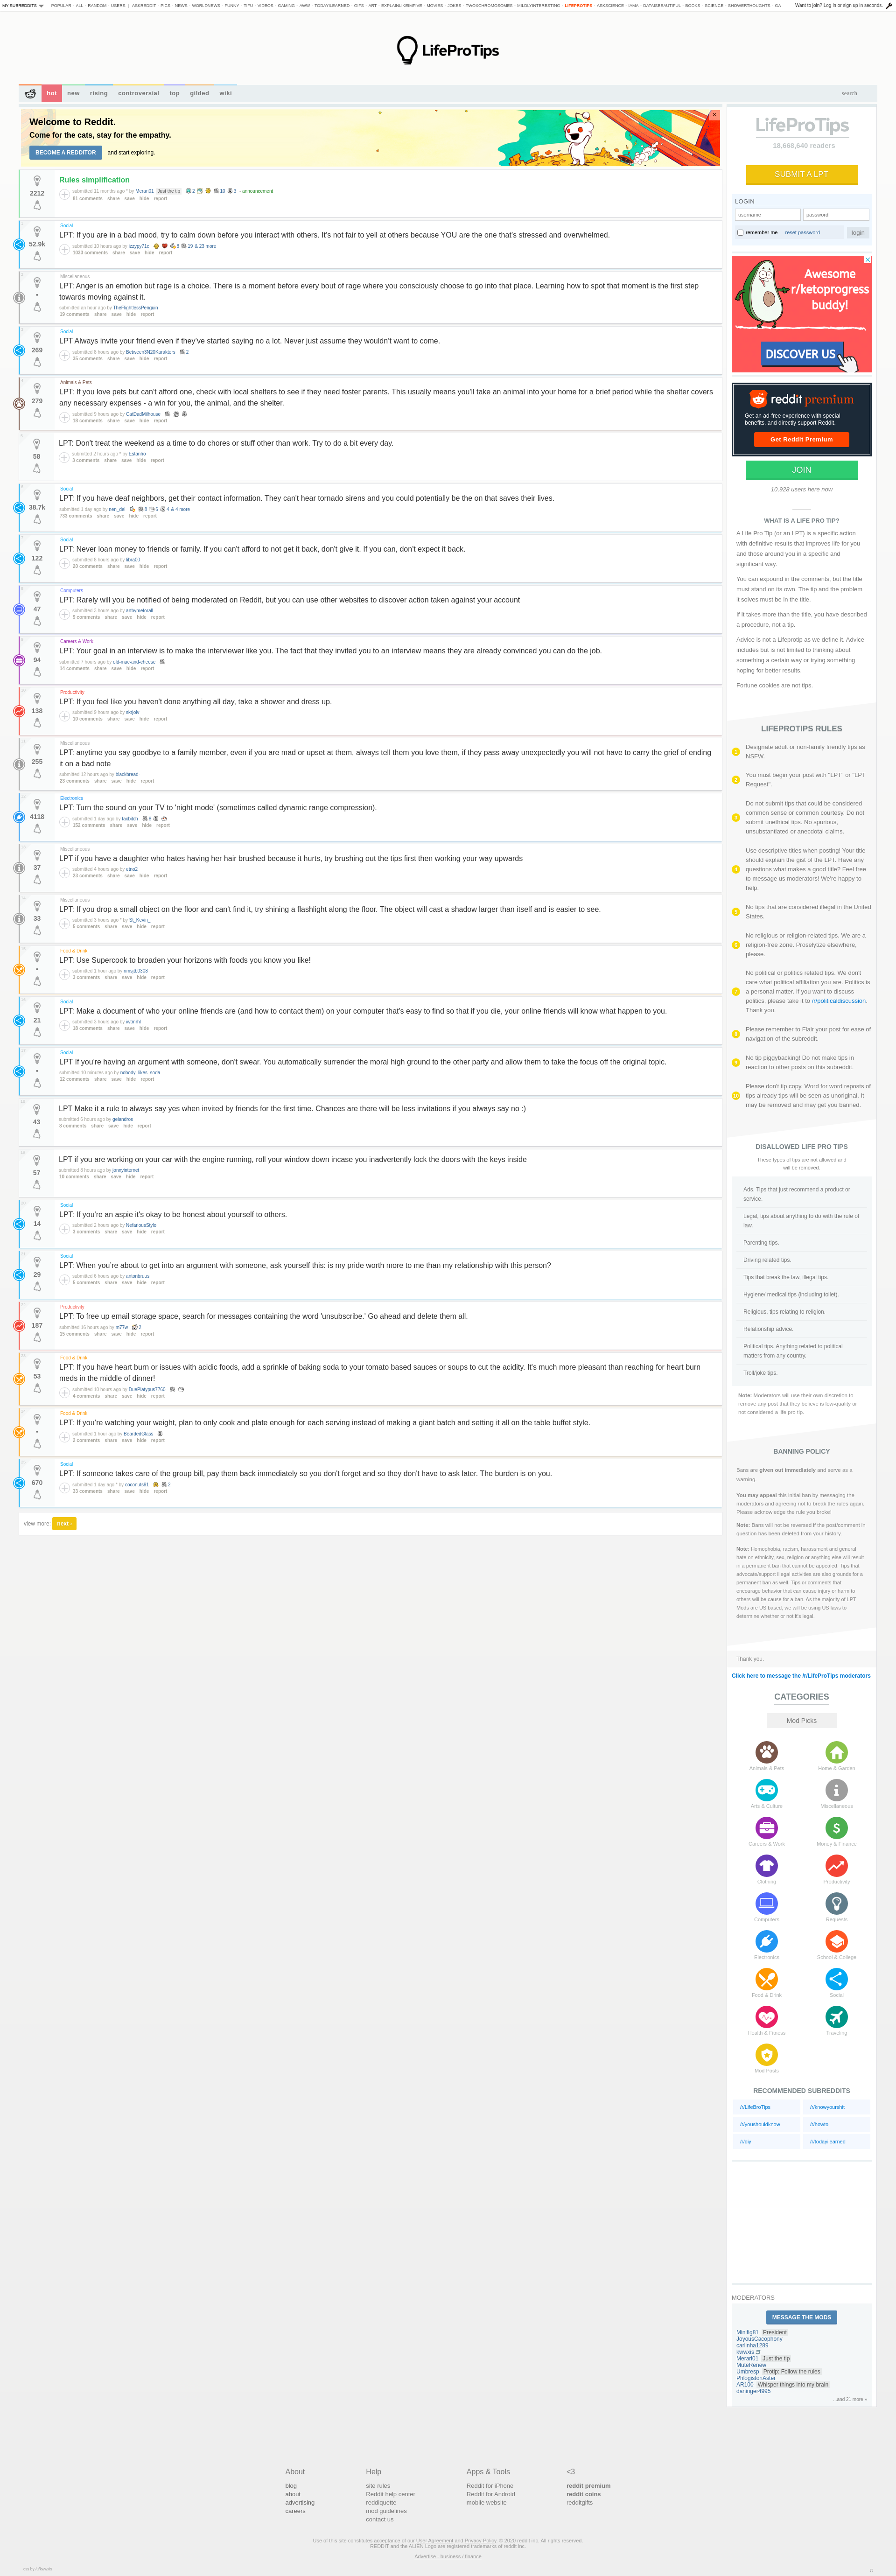 MY SUBREDDITS POPULAR - ALL - RANDOM - USERS | ASKREDDIT - PICS - NEWS - WORLDNEWS - FUNNY - TIFU - VIDEOS - GAMING - AWW - TODAYILEARNED - GIFS - ART - EXPLAINLIKEIMFIVE - MOVIES - JOKES - TWOXCHROMOSOMES - MILDLYINTERESTING - LIFEPROTIPS - ASKSCIENCE - IAMA - DATAISBEAUTIFUL - BOOKS - SCIENCE - SHOWERTHOUGHTS - GA
Want to join? Log in or sign up in seconds.
LifeProTips
hot new rising controversial top gilded wiki
search
Welcome to Reddit.
Come for the cats, stay for the empathy.
BECOME A REDDITOR and start exploring.
2212
Rules simplification
submitted 11 months ago * by Merari01 Just the tip 2 10 3 - announcement
81 comments share save hide report
52.9k
Social
LPT: If you are in a bad mood, try to calm down before you interact with others. It's not fair to yell at others because YOU are the one that's stressed and overwhelmed.
submitted 10 hours ago by izzypy71c 8 19 & 23 more
1033 comments share save hide report
•
Miscellaneous
LPT: Anger is an emotion but rage is a choice. There is a moment before every bout of rage where you consciously choose to go into that place. Learning how to spot that moment is the first step
towards moving against it.
submitted an hour ago by TheFlightlessPenguin
18 comments share save hide report
269
Social
LPT Always invite your friend even if they've started saying no a lot. Never just assume they wouldn't want to come.
submitted 8 hours ago by Between3N20Karakters 2
35 comments share save hide report
279
Animals & Pets
LPT: If you love pets but can't afford one, check with local shelters to see if they need foster parents. This usually means you'll take an animal into your home for a brief period while the shelter covers
any necessary expenses - a win for you, the animal, and the shelter.
submitted 9 hours ago by CatDadMilhouse
18 comments share save hide report
58
LPT: Don't treat the weekend as a time to do chores or stuff other than work. Try to do a bit every day.
submitted 2 hours ago * by Estanho
3 comments share save hide report
38.7k
Social
LPT: If you have deaf neighbors, get their contact information. They can't hear tornado sirens and you could potentially be the on that saves their lives.
submitted 1 day ago by nen_del 8 6 4 & 4 more
733 comments share save hide report
122
Social
LPT: Never loan money to friends or family. If you can't afford to not get it back, don't give it. If you can, don't expect it back.
submitted 8 hours ago by libra00
20 comments share save hide report
47
Computers
LPT: Rarely will you be notified of being moderated on Reddit, but you can use other websites to discover action taken against your account
submitted 3 hours ago by artbymeforall
9 comments share save hide report
94
Careers & Work
LPT: Your goal in an interview is to make the interviewer like you. The fact that they invited you to an interview means they are already convinced you can do the job.
submitted 7 hours ago by old-mac-and-cheese
14 comments share save hide report
138
Productivity
LPT: If you feel like you haven't done anything all day, take a shower and dress up.
submitted 9 hours ago by skojolv
19 comments share save hide report
255
Miscellaneous
LPT: anytime you say goodbye to a family member, even if you are mad or upset at them, always tell them you love them, if they pass away unexpectedly you will not have to carry the grief of ending
it on a bad note
submitted 12 hours ago by blackbreaio
23 comments share save hide report
4118
Electronics
LPT: Turn the sound on your TV to 'night mode' (sometimes called dynamic range compression).
submitted 1 day ago by taxbitch 8
152 comments share save hide report
37
Miscellaneous
LPT if you have a daughter who hates having her hair brushed because it hurts, try brushing out the tips first then working your way upwards
submitted 4 hours ago by elna2
23 comments share save hide report
33
Miscellaneous
LPT: If you drop a small object on the floor and can't find it, try shining a flashlight along the floor. The object will cast a shadow larger than itself and is easier to see.
submitted 3 hours ago * by St_Kevin_
5 comments share save hide report
•
Food & Drink
LPT: Use Supercook to broaden your horizons with foods you know you like!
submitted 1 hour ago by nmsjtb0308
3 comments share save hide report
21
Social
LPT: Make a document of who your online friends are (and how to contact them) on your computer that's easy to find so that if you die, your online friends will know what happen to you.
submitted 3 hours ago by iwtnvhl
16 comments share save hide report
•
Social
LPT If you're having an argument with someone, don't swear. You automatically surrender the moral high ground to the other party and allow them to take the focus off the original topic.
submitted 10 minutes ago by nobody_likes_soda
12 comments share save hide report
43
LPT Make it a rule to always say yes when invited by friends for the first time. Chances are there will be less invitations if you always say no :)
submitted 6 hours ago by geiandros
8 comments share save hide report
57
LPT if you are working on your car with the engine running, roll your window down incase you inadvertently lock the doors with the keys inside
submitted 8 hours ago by jonnyinternet
10 comments share save hide report
14
Social
LPT: If you're an aspie it's okay to be honest about yourself to others.
submitted 2 hours ago by NefariousStylo
3 comments share save hide report
29
Social
LPT: When you're about to get into an argument with someone, ask yourself this: is my pride worth more to me than my relationship with this person?
submitted 6 hours ago by antonbruux
5 comments share save hide report
187
Productivity
LPT: To free up email storage space, search for messages containing the word 'unsubscribe.' Go ahead and delete them all.
submitted 10 hours ago by m77w 2
15 comments share save hide report
53
Food & Drink
LPT: If you have heart burn or issues with acidic foods, add a sprinkle of baking soda to your tomato based sauces or soups to cut the acidity. It's much more pleasant than reaching for heart burn
meds in the middle of dinner!
submitted 10 hours ago by DuePlatypus7760
4 comments share save hide report
•
Food & Drink
LPT: If you're watching your weight, plan to only cook and plate enough for each serving instead of making a giant batch and setting it all on the table buffet style.
submitted 1 hour ago by BeardedGlass
2 comments share save hide report
670
Social
LPT: If someone takes care of the group bill, pay them back immediately so you don't forget and so they don't have to ask later. The burden is on you.
submitted 1 day ago * by coconuts91 2
33 comments share save hide report
view more: next ›
LifeProTips
18,668,640 readers
SUBMIT A LPT
LOGIN
username password
remember me reset password login
Awesome
r/ketoprogress
buddy!
DISCOVER US
reddit premium
Get an ad-free experience with special
benefits, and directly support Reddit.
Get Reddit Premium
JOIN
10,928 users here now
WHAT IS A LIFE PRO TIP?
A Life Pro Tip (or an LPT) is a specific action
with definitive results that improves life for you
and those around you in a specific and
significant way.
You can expound in the comments, but the title
must stand on its own. The tip and the problem
it solves must be in the title.
If it takes more than the title, you have described
a procedure, not a tip.
Advice is not a Lifeprotip as we define it. Advice
includes but is not limited to thinking about
something a certain way or trying something
hoping for better results.
Fortune cookies are not tips.
LIFEPROTIPS RULES
1 Designate adult or non-family friendly tips as
NSFW.
2 You must begin your post with "LPT" or "LPT
Request".
3 Do not submit tips that could be considered
common sense or common courtesy. Do not
submit unethical tips. No spurious,
unsubstantiated or anecdotal claims.
4 Use descriptive titles when posting! Your title
should explain the gist of the LPT. Have any
questions about what makes a good title? Feel free
to message us moderators! We're happy to
help.
5 No tips that are considered illegal in the United
States.
6 No religious or religion-related tips. We are a
religion-free zone. Proselytize elsewhere,
please.
7 No political or politics related tips. We don't
care what political affiliation you are. Politics is
a personal matter. If you want to discuss
politics, please take it to /r/politicaldiscussion.
Thank you.
8 Please remember to Flair your post for ease of
navigation of the subreddit.
9 No tip piggybacking! Do not make tips in
reaction to other posts on this subreddit.
10 Please don't tip copy. Word for word reposts of
tips already tips will be seen as unoriginal. It
may be removed and may get you banned.
DISALLOWED LIFE PRO TIPS
These types of tips are not allowed and
will be removed.
Ads. Tips that just recommend a product or
service.
Legal, tips about anything to do with the rule of
law.
Parenting tips.
Driving related tips.
Tips that break the law, illegal tips.
Hygiene/ medical tips (including toilet).
Religious, tips relating to religion.
Relationship advice.
Political tips. Anything related to political
matters from any country.
Troll/joke tips.
Note: Moderators will use their own discretion to
remove any post that they believe is low-quality or
not considered a life pro tip.
BANNING POLICY
Bans are given out immediately and serve as a
warning.
You may appeal this initial ban by messaging the
moderators and agreeing not to break the rules again.
Please acknowledge the rule you broke!
Note: Bans will not be reversed if the post/comment in
question has been deleted from your history.
Note: Homophobia, racism, harassment and general
hate on ethnicity, sex, religion or anything else will result
in a permanent ban that cannot be appealed. Tips that
advocate/support illegal activities are also grounds for a
permanent ban as well. Tips or comments that
encourage behavior that can cause injury or harm to
others will be cause for a ban. As the majority of LPT
Mods are US based, we will be using US laws to
determine whether or not it's legal.
Thank you.
Click here to message the /r/LifeProTips moderators
CATEGORIES
Mod Picks
Animals & Pets Home & Garden
Arts & Culture Miscellaneous
Careers & Work Money & Finance
Clothing Productivity
Computers Requests
Electronics School & College
Food & Drink Social
Health & Fitness Traveling
Mod Posts
RECOMMENDED SUBREDDITS
/r/LifeBroTips /r/knowyourshit
/r/youshouldknow /r/howto
/r/diy /r/todayilearned
MODERATORS
MESSAGE THE MODS
Minifig81 President
JoyousCacophony
carlinha1289
kwwxis
Merari01 Just the tip
MuteRenew
Umbresp Protip: Follow the rules
PhlogistonAster
AR100 Whisper things into my brain
daninger4995
...and 21 more »
About
blog
about
advertising
careers
Help
site rules
Reddit help center
reddiquette
mod guidelines
contact us
Apps & Tools
Reddit for iPhone
Reddit for Android
mobile website
<3
reddit premium
reddit coins
redditgifts
Use of this site constitutes acceptance of our User Agreement and Privacy Policy. © 2020 reddit inc. All rights reserved.
REDDIT and the ALIEN Logo are registered trademarks of reddit inc.
Advertise - business | finance
π